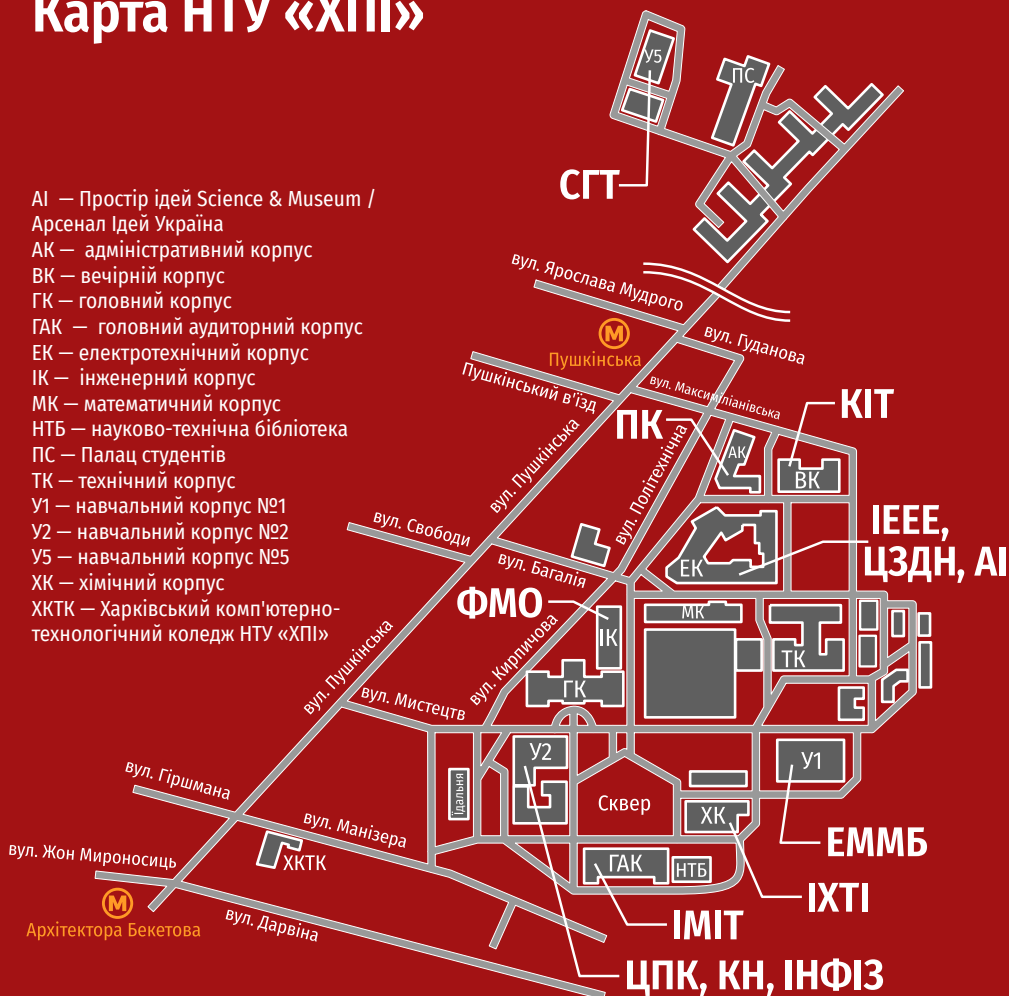 Карта НТУ «ХПІ»
АІ — Простір ідей Science & Museum /
Арсенал Ідей Україна
АК — адміністративний корпус
ВК — вечірній корпус
ГК — головний корпус
ГАК — головний аудиторний корпус
ЕК — електротехнічний корпус
ІК — інженерний корпус
МК — математичний корпус
НТБ — науково-технічна бібліотека
ПС — Палац студентів
ТК — технічний корпус
У1 — навчальний корпус №1
У2 — навчальний корпус №2
У5 — навчальний корпус №5
ХК — хімічний корпус
ХКТК — Харківський комп'ютерно-
технологічний коледж НТУ «ХПІ»
У5
ПС
СГТ
вул. Ярослава Мудрого
М
Пушкінська
вул. Гуданова
Пушкінський в'їзд
вул. Максиміліанівська
ПК
КІТ
АК
ВК
вул. Пушкінська
вул. Політехнічна
вул. Свободи
вул. Багалія
ІЕЕЕ,
ЦЗДН, АІ
ЕК
ФМО
МК
ІК
ТК
вул. Кирпичова
ГК
вул. Пушкінська
вул. Мистецтв
У2
У1
їдальня
Сквер
ХК
вул. Гіршмана
вул. Манізера
ЕММБ
вул. Жон Мироносиць
ХКТК
ГАК
НТБ
ІХТІ
М
Архітектора Бекетова
вул. Дарвіна
ІМІТ
ЦПК, КН, ІНФІЗ